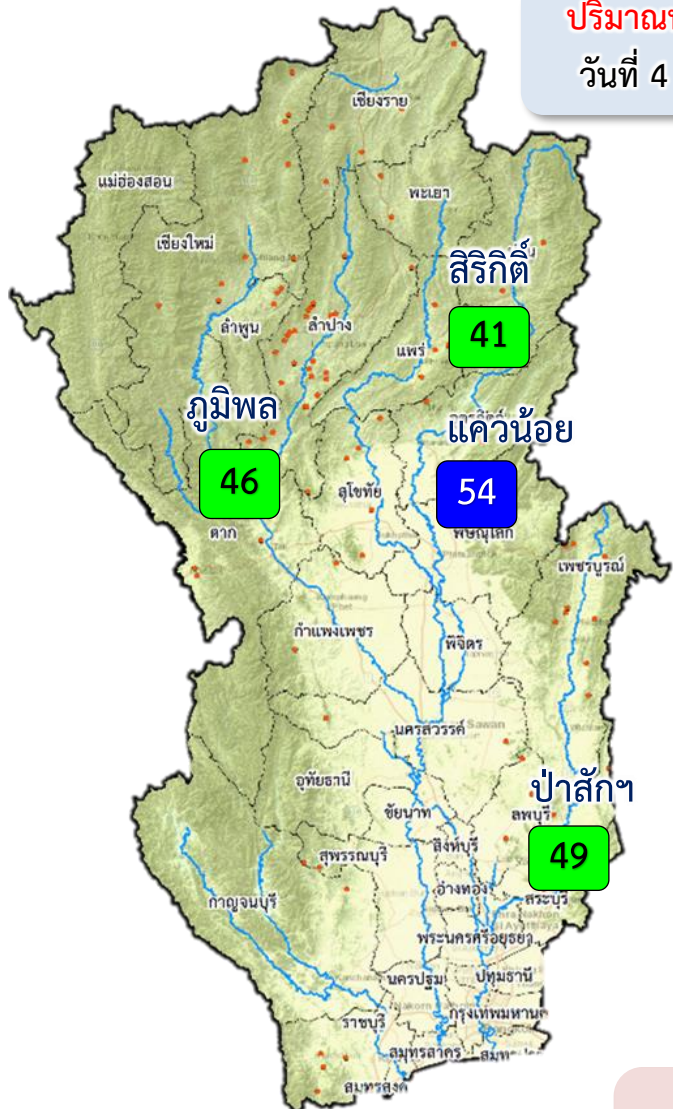 วันที่ 4
เชียงราย
แม่ฮ่องสอน
พะเยา
เชียงใหม่
สิริกิติ์
41
ลำพูน
ลำปาง
แพร่
ภูมิพล
46
แควน้อย
54
สุโขทัย
ตาก
พิษณุโลก
เพชรบูรณ์
กำแพงเพชร
พิจิตร
นครสวรรค์
Sawan
อุทัยธานี
ป่าสักฯ
49
ชัยนาท
ลพบุรี
สิงห์บุรี
สุพรรณบุรี
อ่างทอง
สระบุรี
กาญจนบุรี
พระนครศรีอยุธยา
นครปฐม
ปทุมธานี
กรุงเทพมหานค
ราชบุรี
สมุทรสาคร
สมุทรสงค